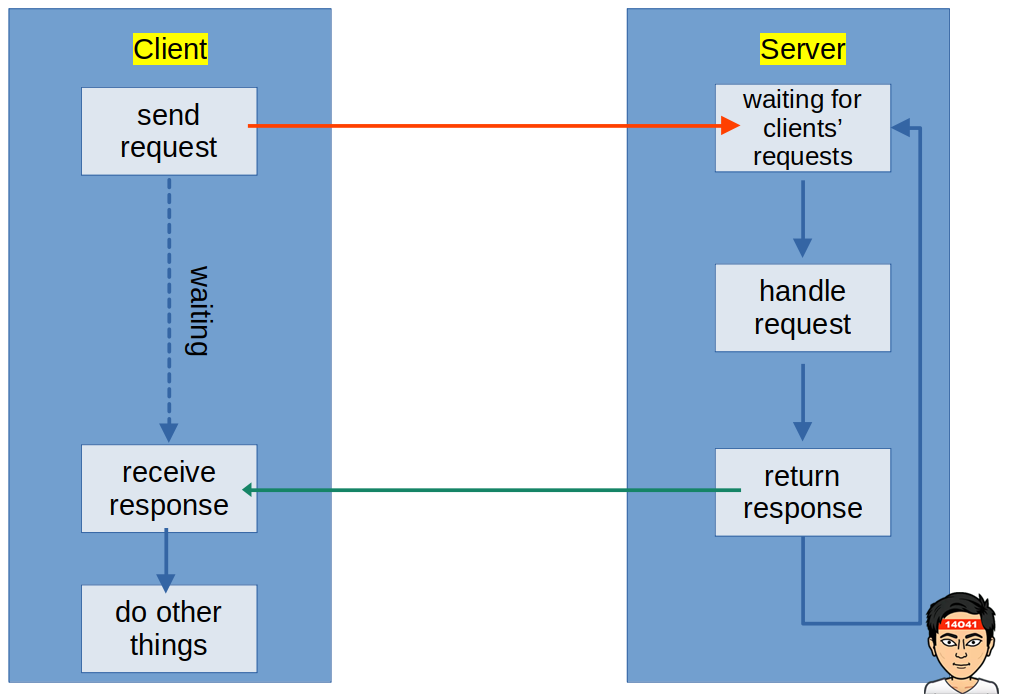 Client
send
request
waiting
receive
response
do other
things
Server
waiting for
clients’
requests
handle
request
return
response
14041